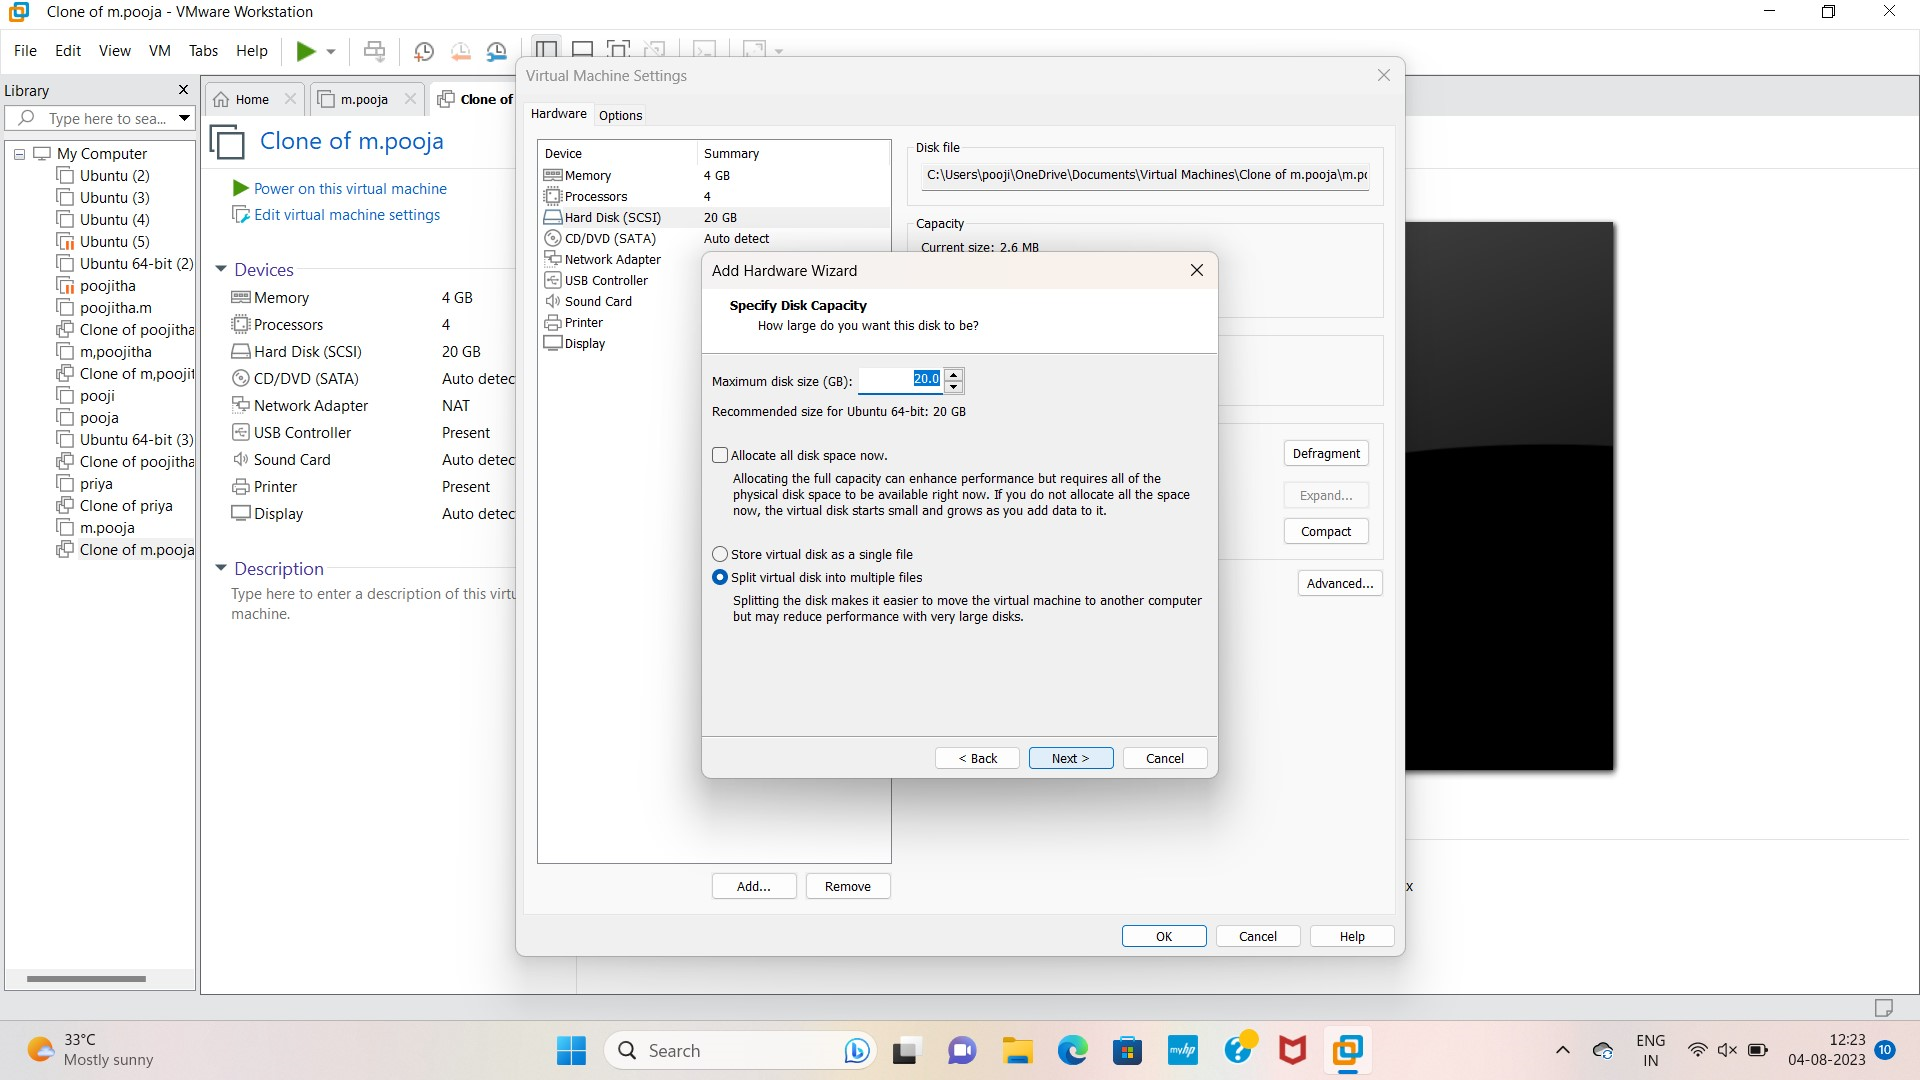 Clone of m.pooja - VMware Workstation
File Edit View VM Tabs Help
Library
Type here to sea...
My Computer
Ubuntu (2)
Ubuntu (3)
Ubuntu (4)
Ubuntu (5)
Ubuntu 64-bit (2)
poojitha
poojitha.m
Clone of poojitha
m,poojitha
Clone of m,poojit
pooji
pooja
Ubuntu 64-bit (3)
Clone of poojitha
priya
Clone of priya
m.pooja
Clone of m.pooja
Home
m.pooja
Clone of
Clone of m.pooja
Power on this virtual machine
Edit virtual machine settings
Devices
Memory 4 GB
Processors 4
Hard Disk (SCSI) 20 GB
CD/DVD (SATA) Auto detec
Network Adapter NAT
USB Controller Present
Sound Card Auto detec
Printer Present
Display Auto detec
Description
Type here to enter a description of this virtu
machine.
Virtual Machine Settings
Hardware Options
Device Summary
Memory 4 GB
Processors 4
Hard Disk (SCSI) 20 GB
CD/DVD (SATA) Auto detect
Network Adapter
USB Controller
Sound Card
Printer
Display
Add... Remove
Disk file
C:\Users\pooji\OneDrive\Documents\Virtual Machines\Clone of m.pooja\m.po
Capacity
Current size: 2.6 MB
Defragment
Expand...
Compact
Advanced...
Add Hardware Wizard
Specify Disk Capacity
How large do you want this disk to be?
Maximum disk size (GB): 20.0
Recommended size for Ubuntu 64-bit: 20 GB
Allocate all disk space now.
Allocating the full capacity can enhance performance but requires all of the
physical disk space to be available right now. If you do not allocate all the space
now, the virtual disk starts small and grows as you add data to it.
Store virtual disk as a single file
Split virtual disk into multiple files
Splitting the disk makes it easier to move the virtual machine to another computer
but may reduce performance with very large disks.
< Back Next > Cancel
x
OK Cancel Help
33°C
Mostly sunny
Search
myhp
ENG
IN
12:23
04-08-2023
10